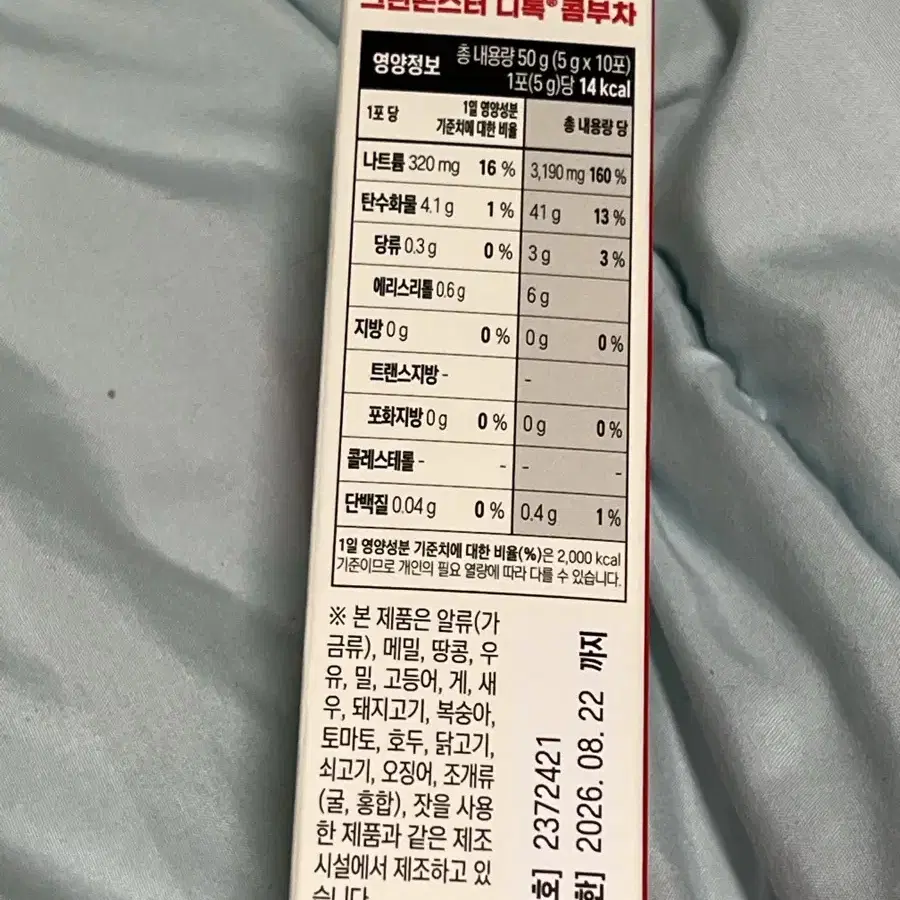 디톡® 콤부차
영양정보 총 내용량 50 g (5 g x 10포)
1포(5 g)당 14 kcal
1포 당 1일 영양성분 기준치에 대한 비율 총 내용량 당
나트륨 320 mg 16 % 3,190 mg 160 %
탄수화물 4.1 g 1 % 41 g 13 %
당류 0.3 g 0 % 3 g 3 %
에리스리톨 0.6 g 6 g
지방 0 g 0 % 0 g 0 %
트랜스지방 - -
포화지방 0 g 0 % 0 g 0 %
콜레스테롤 - - - -
단백질 0.04 g 0 % 0.4 g 1 %
1일 영양성분 기준치에 대한 비율(%)은 2,000 kcal
기준이므로 개인의 필요 열량에 따라 다를 수 있습니다.
※ 본 제품은 알류(가
금류), 메밀, 땅콩, 우
유, 밀, 고등어, 게, 새
우, 돼지고기, 복숭아,
토마토, 호두, 닭고기,
쇠고기, 오징어, 조개류
(굴, 홍합), 잣을 사용
한 제품과 같은 제조
시설에서 제조하고 있
습니다.
호] 2372421
한] 2026. 08. 22 까지